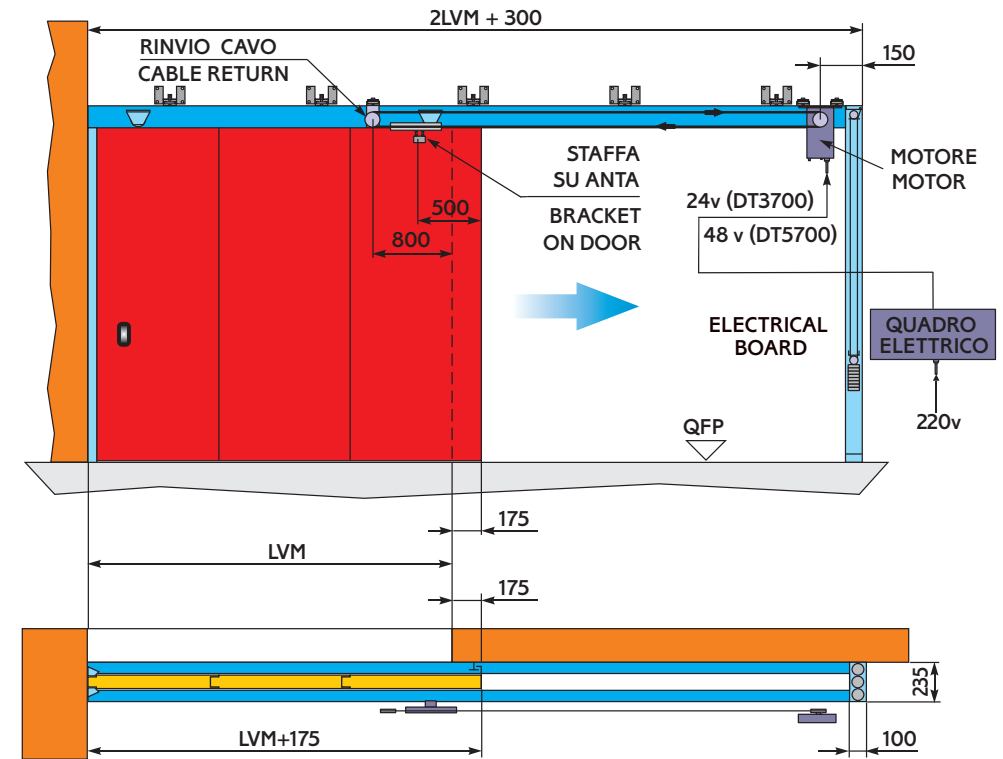 2LVM + 300
RINVIO CAVO
CABLE RETURN
150
STAFFA
SU ANTA
BRACKET
ON DOOR
MOTORE
MOTOR
500
800
24v (DT3700)
48 v (DT5700)
ELECTRICAL
BOARD
QUADRO
ELETTRICO
220v
QFP
175
LVM
175
235
LVM+175
100